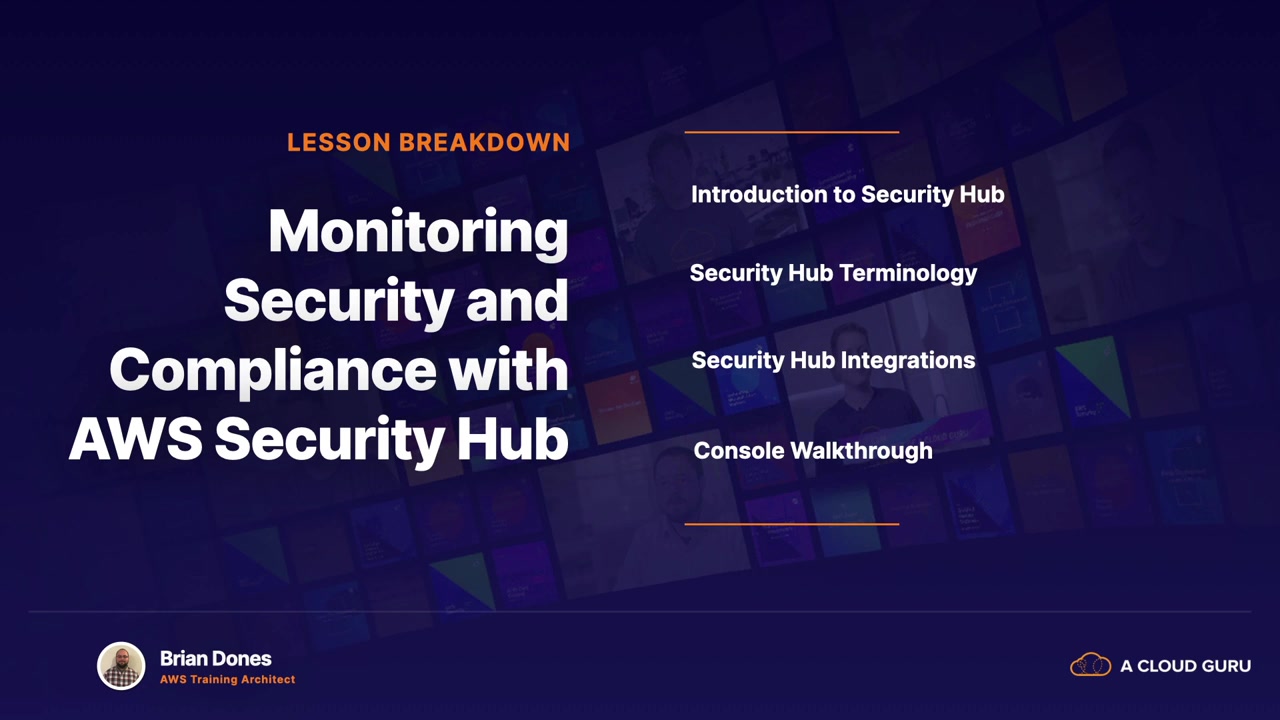 LESSON BREAKDOWN
Monitoring
Security and
Compliance with
AWS Security Hub
Introduction to Security Hub
Security Hub Terminology
Security Hub Integrations
Console Walkthrough
Brian Dones
AWS Training Architect
A CLOUD GURU